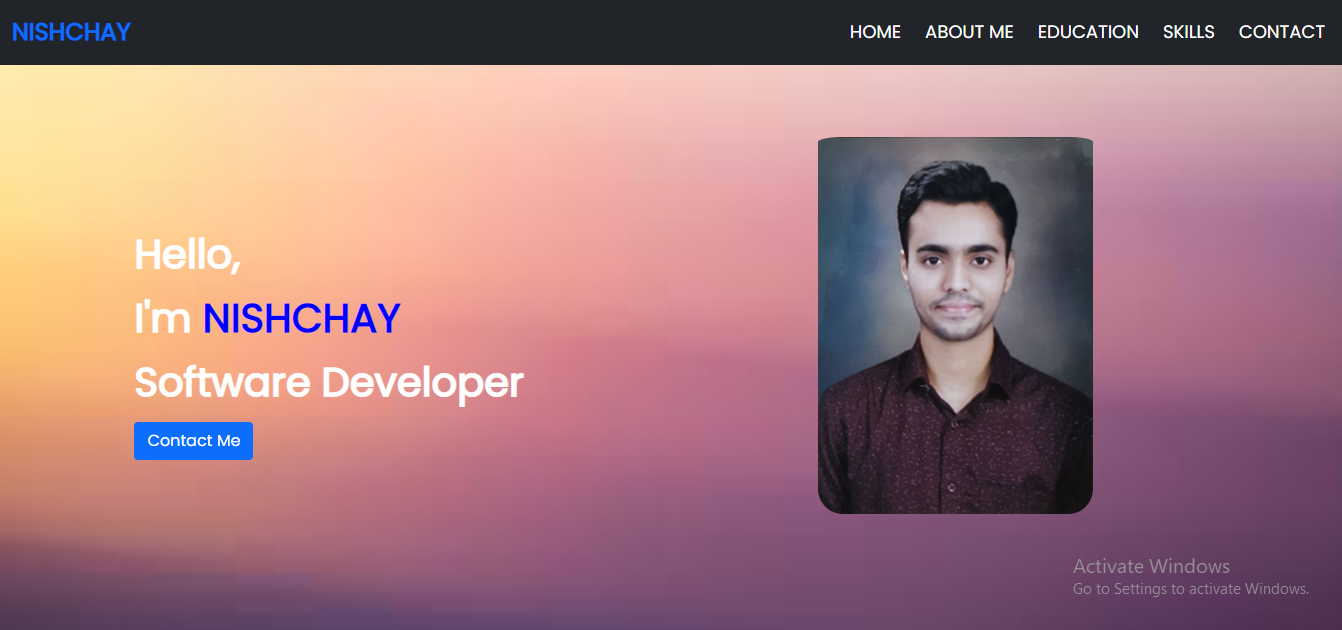 NISHCHAY
HOME ABOUT ME EDUCATION SKILLS CONTACT
Hello,
I'm NISHCHAY
Software Developer
Contact Me
Activate Windows
Go to Settings to activate Windows.